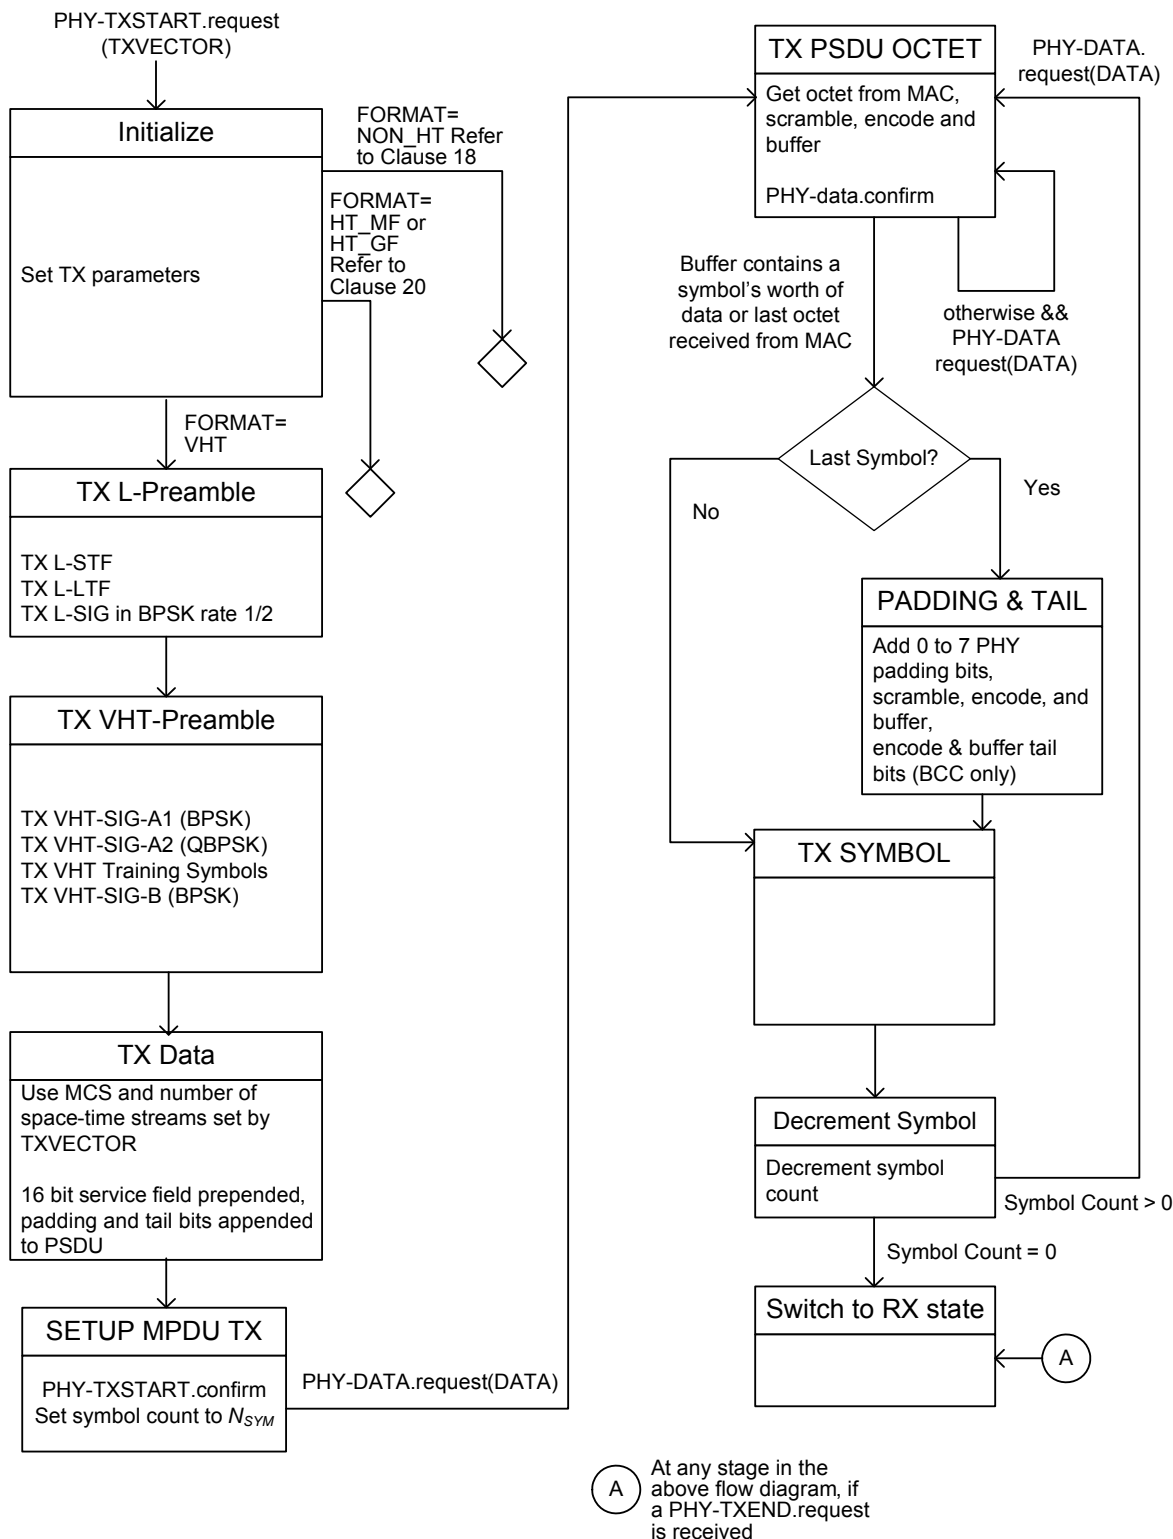 PHY-TXSTART.request
(TXVECTOR)
Initialize
Set TX parameters
FORMAT=
NON_HT Refer
to Clause 18
FORMAT=
HT_MF or
HT_GF
Refer to
Clause 20
FORMAT=
VHT
TX L-Preamble
TX L-STF
TX L-LTF
TX L-SIG in BPSK rate 1/2
TX VHT-Preamble
TX VHT-SIG-A1 (BPSK)
TX VHT-SIG-A2 (QBPSK)
TX VHT Training Symbols
TX VHT-SIG-B (BPSK)
TX Data
Use MCS and number of
space-time streams set by
TXVECTOR
16 bit service field prepended,
padding and tail bits appended
to PSDU
SETUP MPDU TX
PHY-TXSTART.confirm
Set symbol count to N_SYM
PHY-DATA.request(DATA)
TX PSDU OCTET
Get octet from MAC,
scramble, encode and
buffer
PHY-data.confirm
PHY-DATA.
request(DATA)
Buffer contains a
symbol's worth of
data or last octet
received from MAC
otherwise &&
PHY-DATA
request(DATA)
Last Symbol?
No
Yes
PADDING & TAIL
Add 0 to 7 PHY
padding bits,
scramble, encode, and
buffer,
encode & buffer tail
bits (BCC only)
TX SYMBOL
Decrement Symbol
Decrement symbol
count
Symbol Count > 0
Symbol Count = 0
Switch to RX state
A
A
At any stage in the
above flow diagram, if
a PHY-TXEND.request
is received